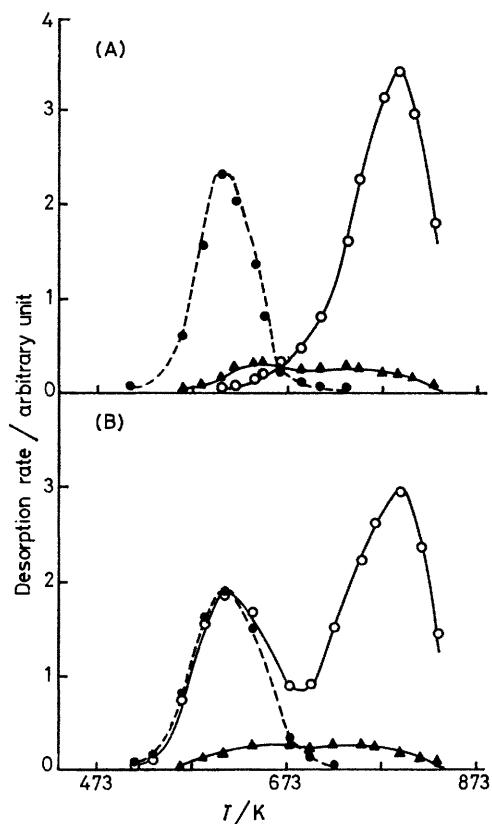 4
(A)
3
2
1
0
(B)
3
2
1
0
Desorption rate / arbitrary unit
473 673 873
T/K